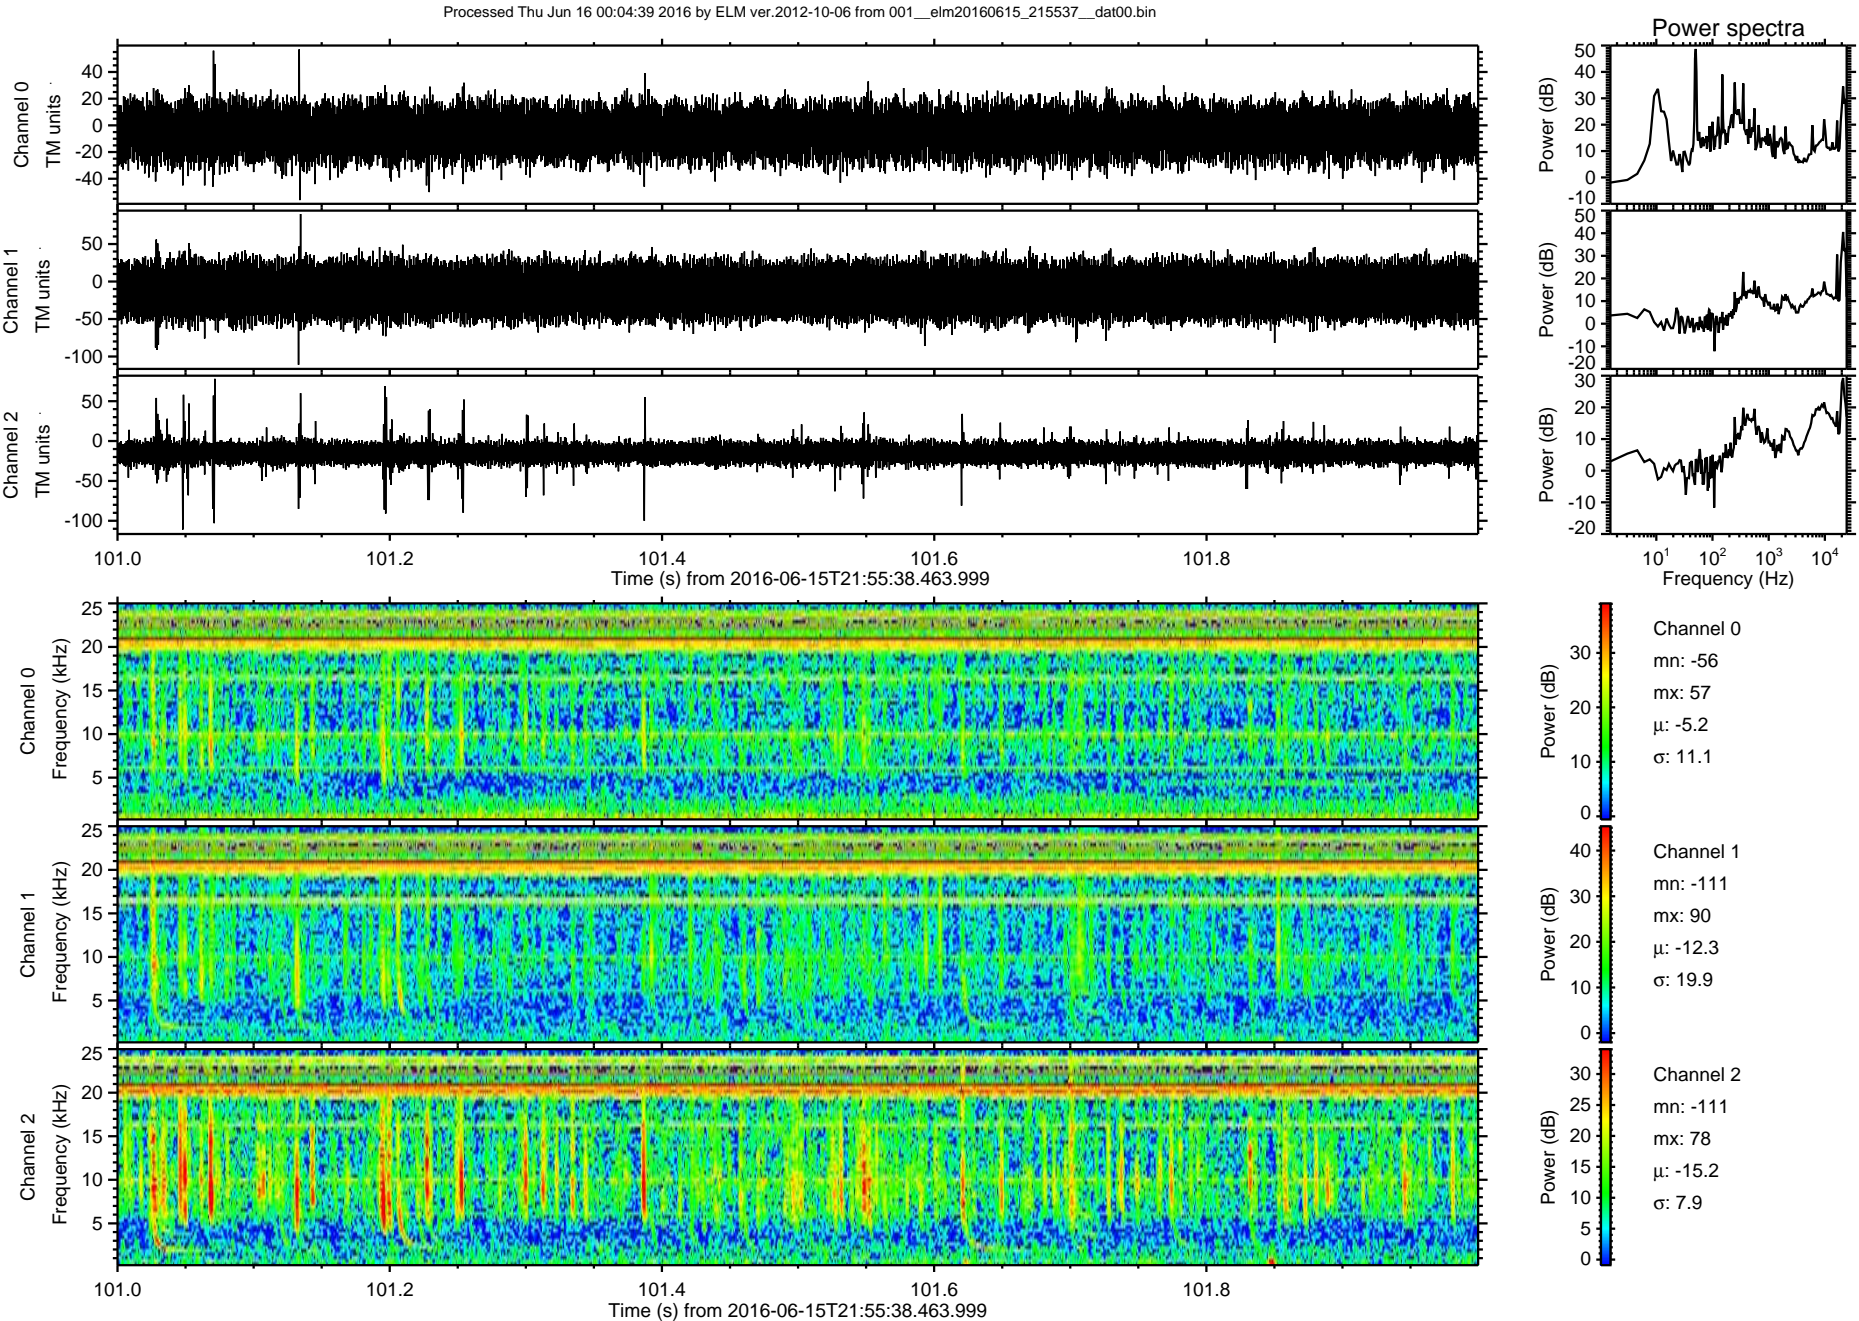 Processed Thu Jun 16 00:04:39 2016 by ELM ver.2012-10-06 from 001__elm20160615_215537__dat00.bin
Power spectra
Channel 0
TM units
40
20
0
-20
-40
Power (dB)
50
40
30
20
10
0
-10
Channel 1
TM units
50
0
-50
-100
Power (dB)
50
40
30
20
10
0
-10
-20
Channel 2
TM units
50
0
-50
-100
Power (dB)
30
20
10
0
-10
-20
101.0 101.2 101.4 101.6 101.8
Time (s) from 2016-06-15T21:55:38.463.999
10¹ 10² 10³ 10⁴
Frequency (Hz)
Channel 0
Frequency (kHz)
25
20
15
10
5
Power (dB)
30
20
10
0
Channel 0
mn: -56
mx: 57
μ: -5.2
σ: 11.1
Channel 1
Frequency (kHz)
25
20
15
10
5
Power (dB)
40
30
20
10
0
Channel 1
mn: -111
mx: 90
μ: -12.3
σ: 19.9
Channel 2
Frequency (kHz)
25
20
15
10
5
Power (dB)
30
25
20
15
10
5
0
Channel 2
mn: -111
mx: 78
μ: -15.2
σ: 7.9
101.0 101.2 101.4 101.6 101.8
Time (s) from 2016-06-15T21:55:38.463.999